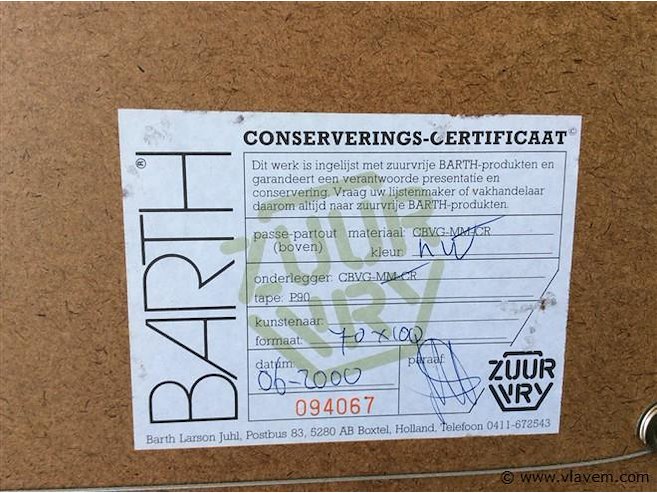 BARTH®
CONSERVERINGS-CERTIFICAAT©
Dit werk is ingelijst met zuurvrije BARTH-produkten en
garandeert een verantwoorde presentatie en
conservering. Vraag uw lijstenmaker of vakhandelaar
daarom altijd naar zuurvrije BARTH-produkten.
ZUUR
VRY
passe-partout materiaal: CBVG-MM-CR
(boven) kleur:
onderlegger: CBVG-MM-CR
tape: P90
kunstenaar:
formaat: 70x100
datum: paraaf:
06-2000
094067
ZUUR
VRY
Barth Larson Juhl, Postbus 83, 5280 AB Boxtel, Holland, Telefoon 0411-672543
© www.vlavem.com